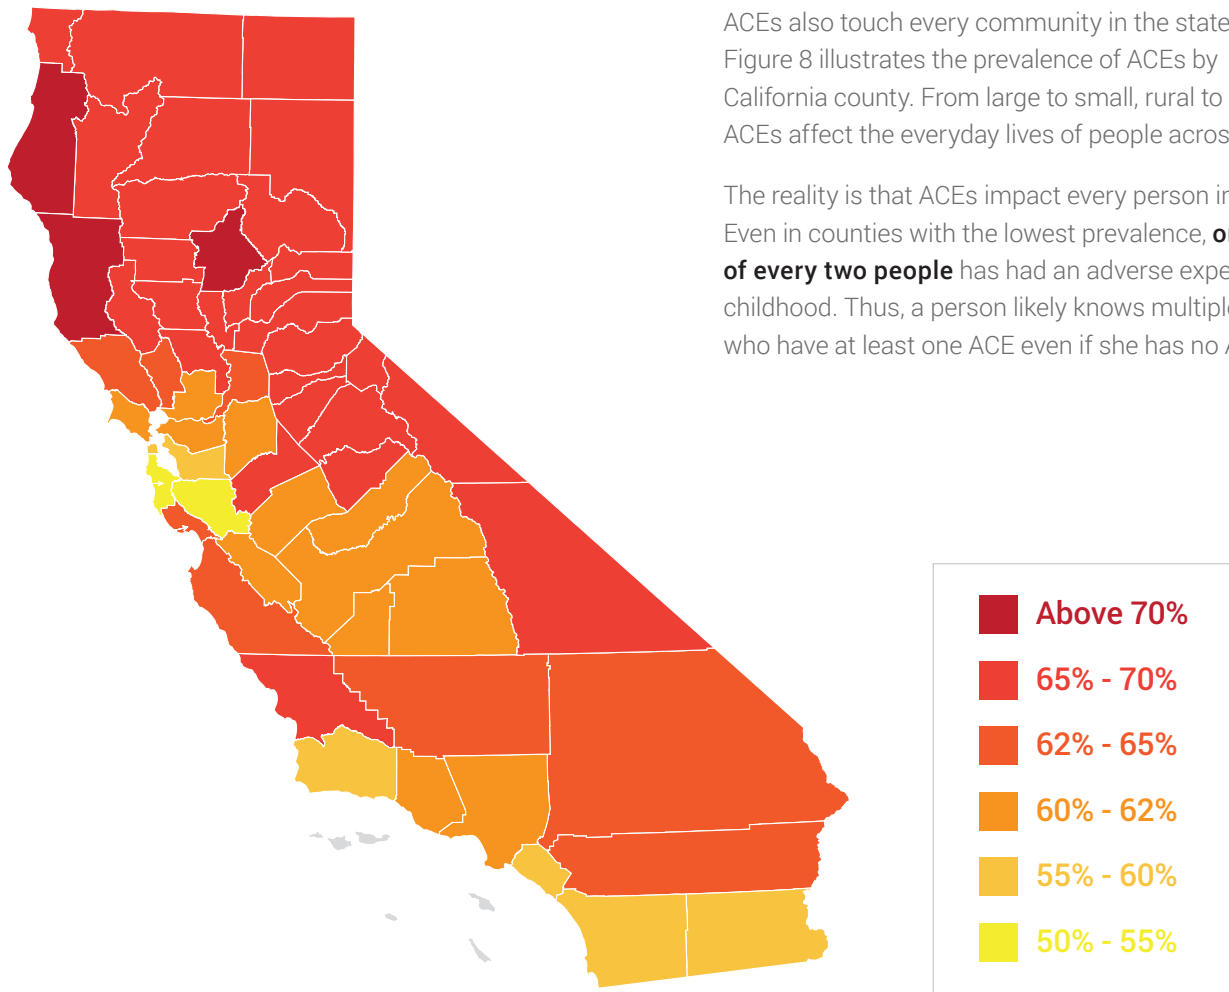 ACEs also touch every community in the state
Figure 8 illustrates the prevalence of ACEs by
California county. From large to small, rural to
ACEs affect the everyday lives of people acros
The reality is that ACEs impact every person in
Even in counties with the lowest prevalence,
of every two people has had an adverse expe
childhood. Thus, a person likely knows multiple
who have at least one ACE even if she has no
Above 70%
65% - 70%
62% - 65%
60% - 62%
55% - 60%
50% - 55%